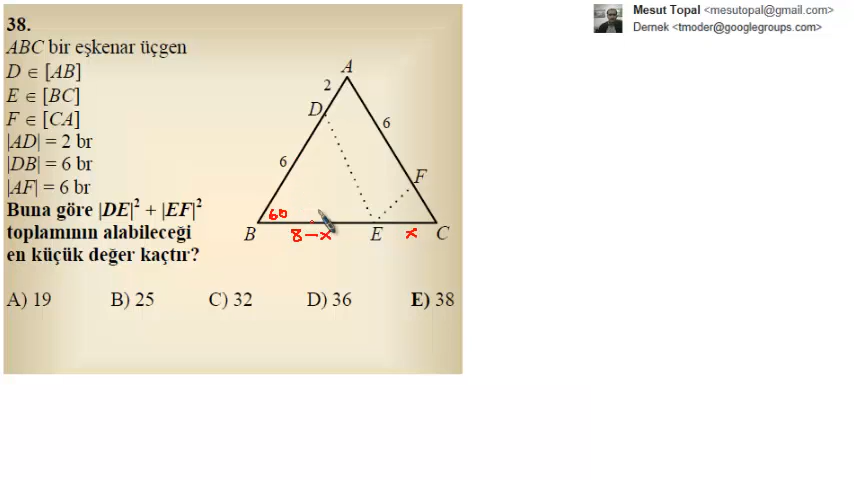 38.
ABC bir eşkenar üçgen
D ∈ [AB]
E ∈ [BC]
F ∈ [CA]
|AD| = 2 br
|DB| = 6 br
|AF| = 6 br
Buna göre |DE|² + |EF|²
toplamının alabileceği
en küçük değer kaçtır?
A
2
D
6
6
F
60
B
8-x
E
x
C
A) 19 B) 25 C) 32 D) 36 E) 38
Mesut Topal <mesutopal@gmail.com>
Dernek <tmoder@googlegroups.com>